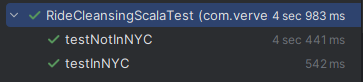 RideCleansingScalaTest (com.verve 4 sec 983 ms
testNotInNYC 4 sec 441 ms
testInNYC 542 ms